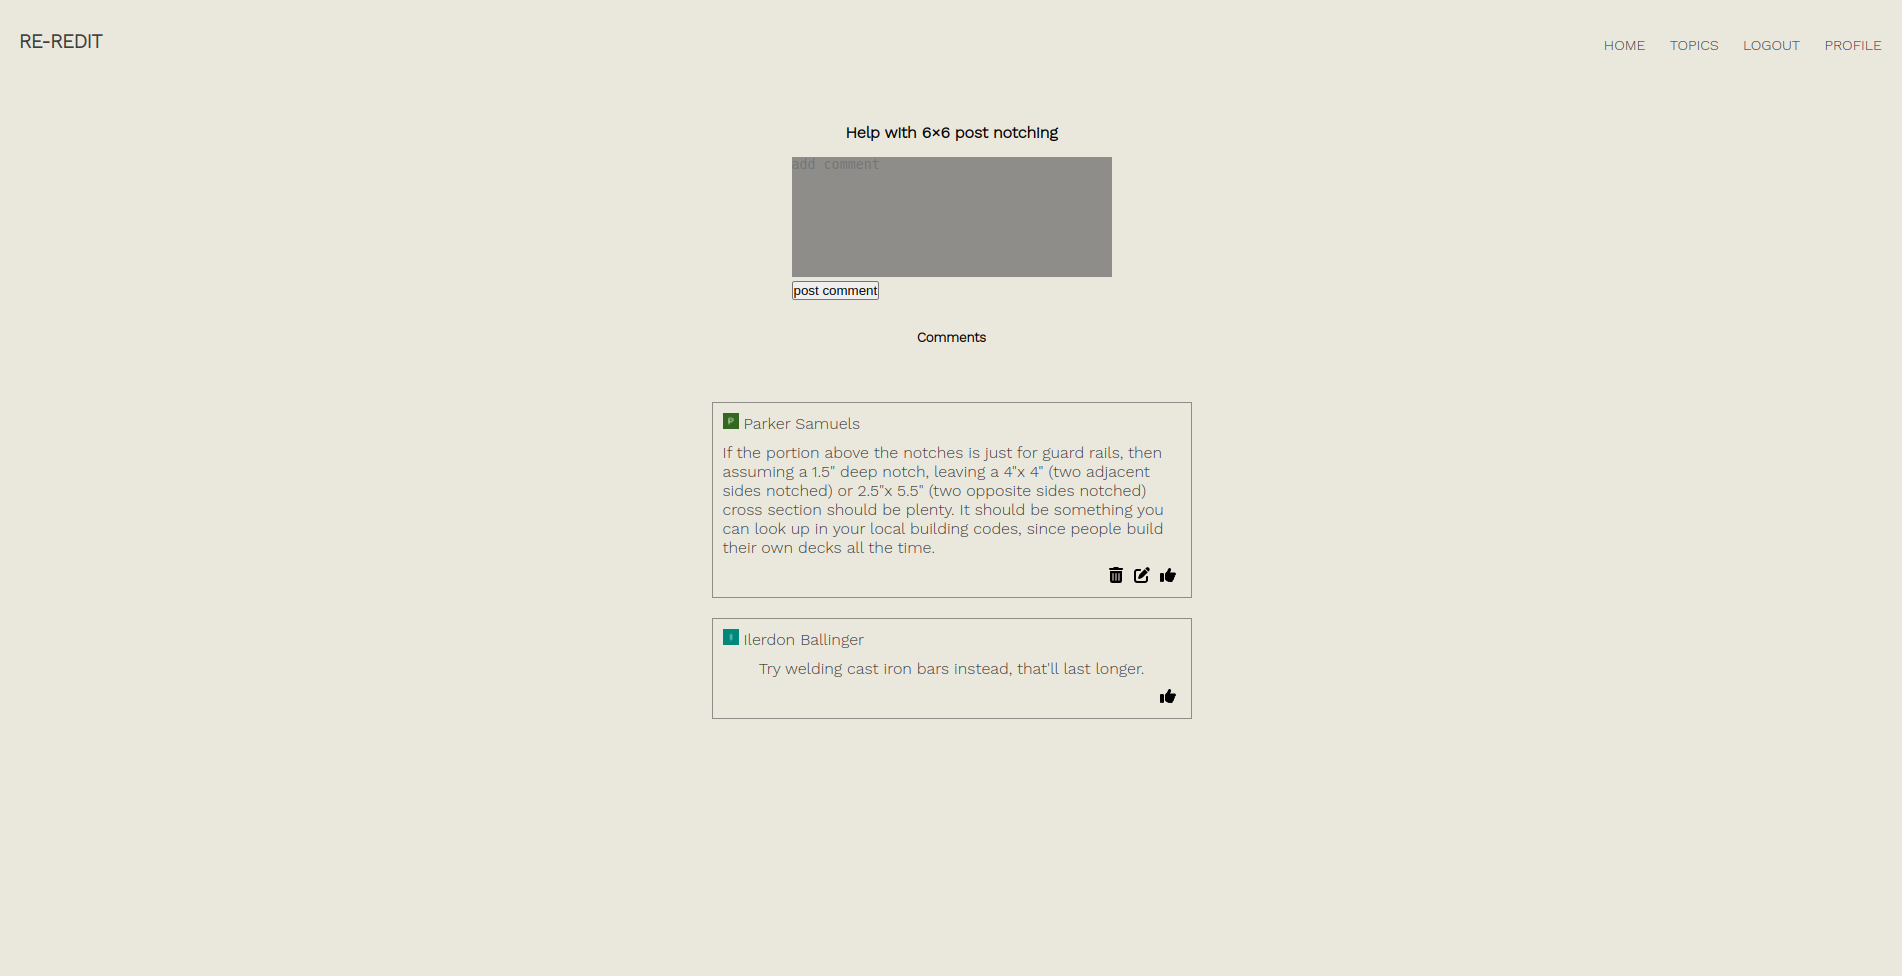 RE-REDIT
HOME TOPICS LOGOUT PROFILE
Help with 6×6 post notching
add comment
post comment
Comments
P Parker Samuels
If the portion above the notches is just for guard rails, then
assuming a 1.5" deep notch, leaving a 4"x 4" (two adjacent
sides notched) or 2.5"x 5.5" (two opposite sides notched)
cross section should be plenty. It should be something you
can look up in your local building codes, since people build
their own decks all the time.
I Ilerdon Ballinger
Try welding cast iron bars instead, that'll last longer.